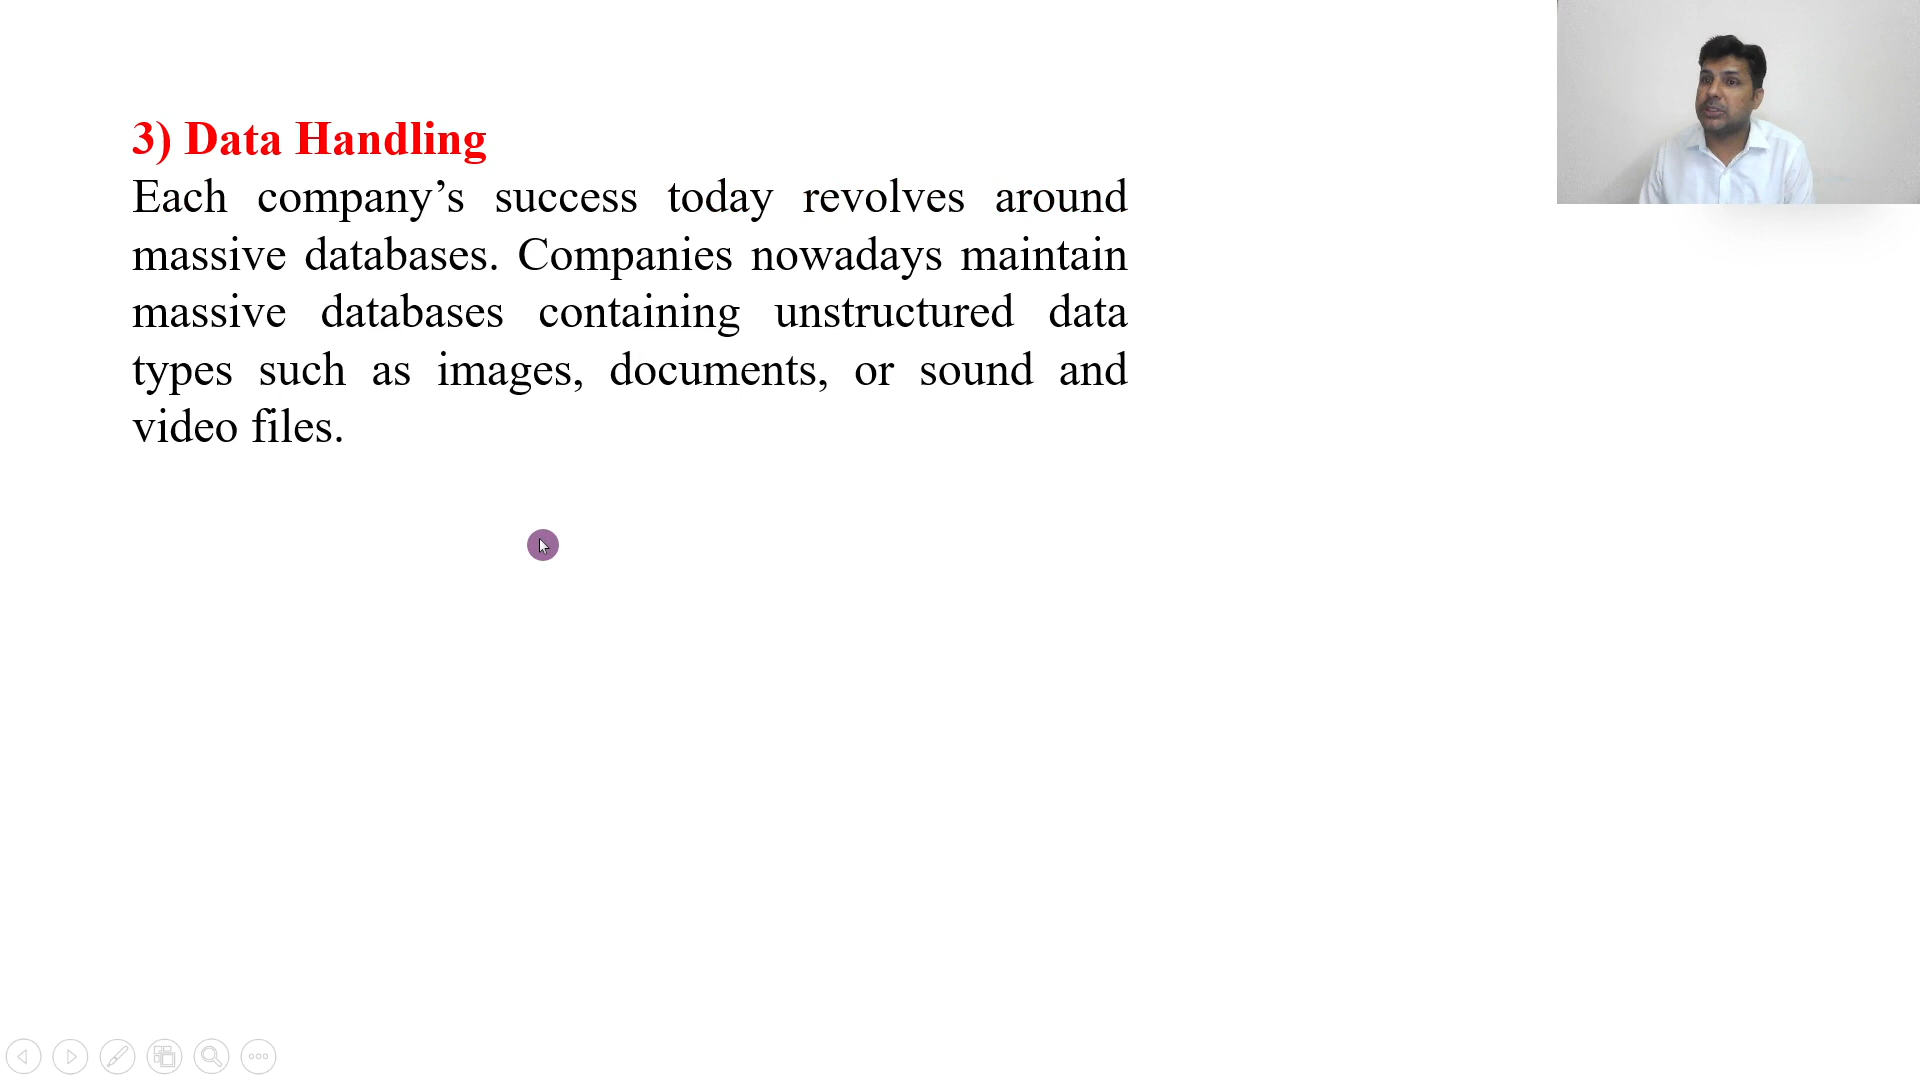 3) Data Handling
Each company’s success today revolves around
massive databases. Companies nowadays maintain
massive databases containing unstructured data
types such as images, documents, or sound and
video files.